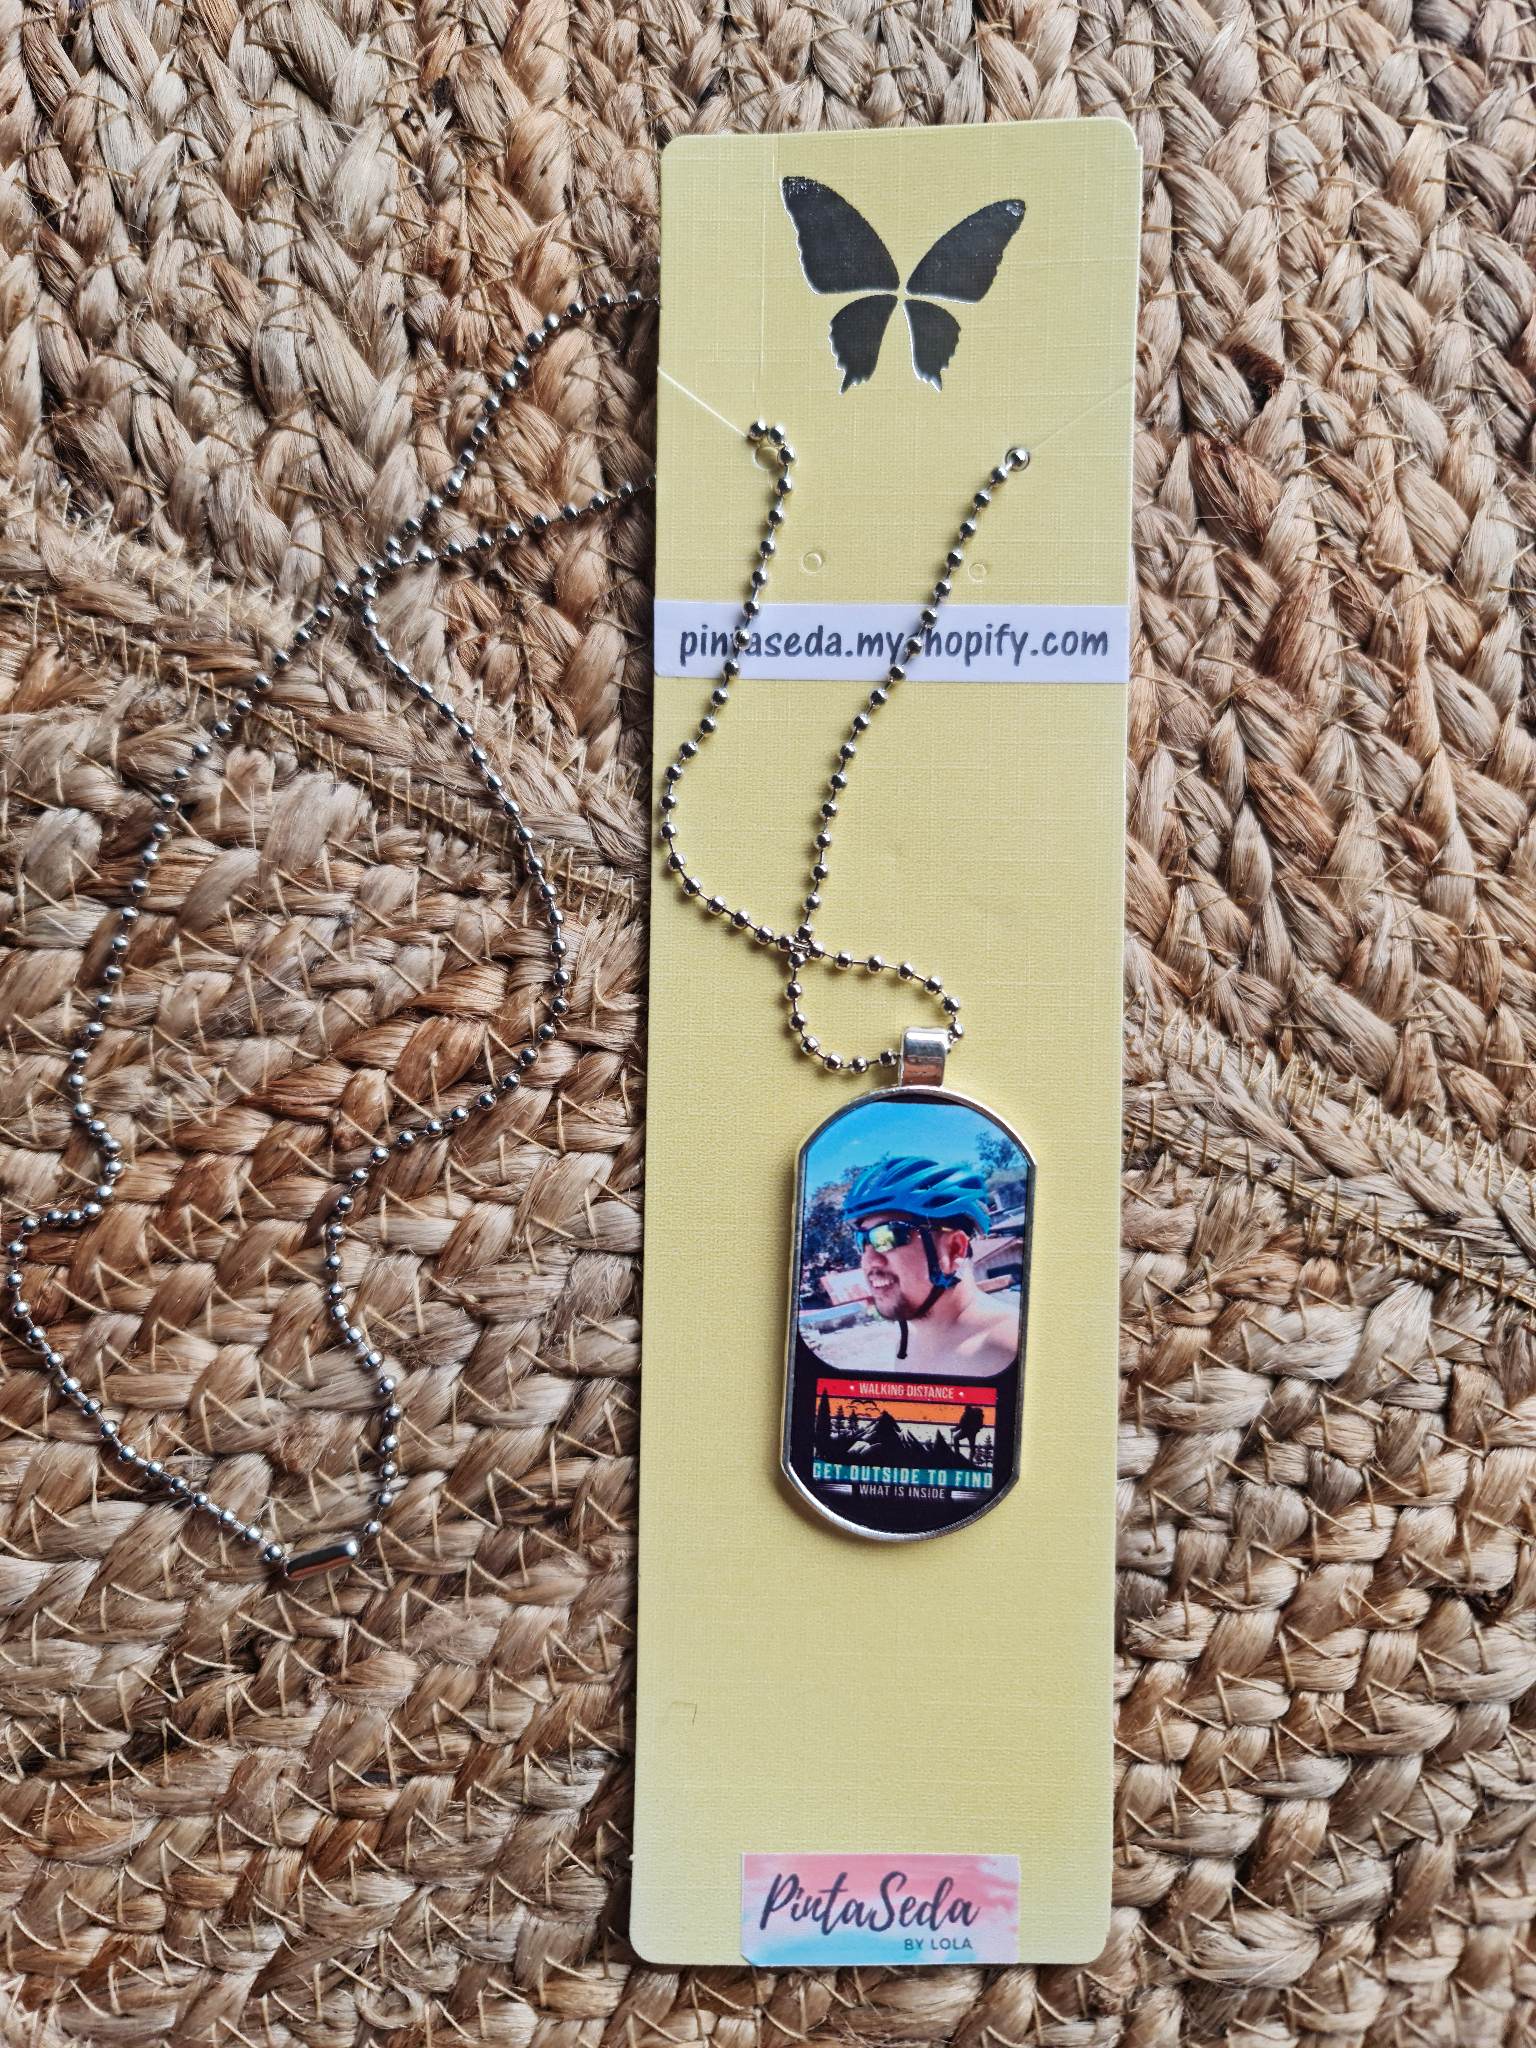 pintaseda.myshopify.com
• WALKING DISTANCE •
GET OUTSIDE TO FIND
WHAT IS INSIDE
PintaSeda
BY LOLA